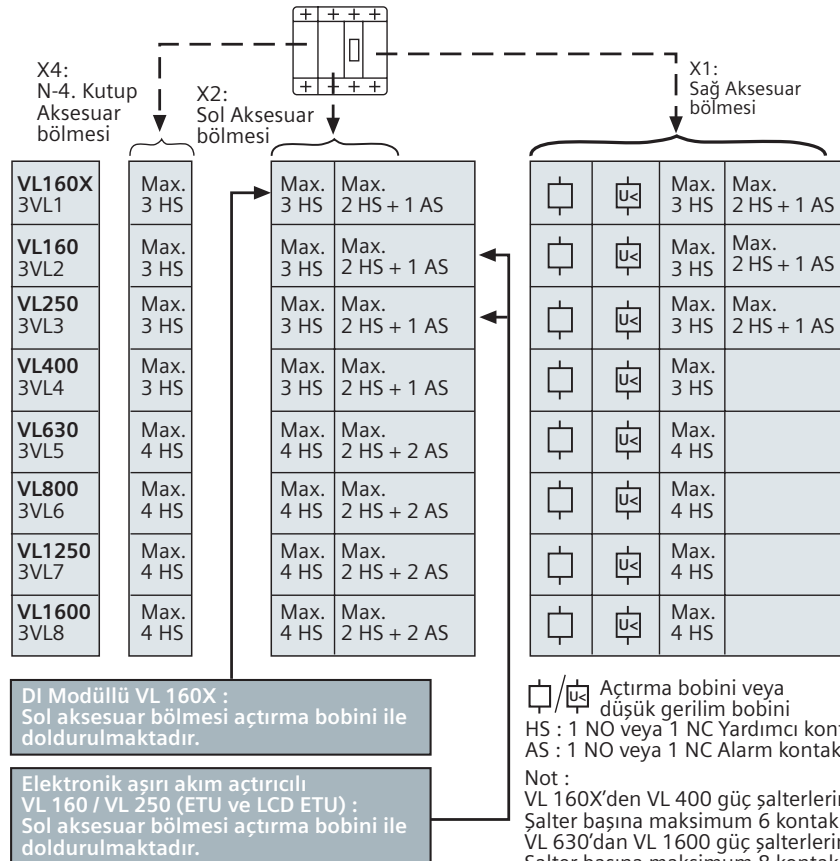 X4:
N-4. Kutup
Aksesuar
bölmesi
X2:
Sol Aksesuar
bölmesi
X1:
Sağ Aksesuar
bölmesi
VL160X
3VL1
Max.
3 HS
Max.
3 HS
Max.
2 HS + 1 AS
U<
Max.
3 HS
Max.
2 HS + 1 AS
VL160
3VL2
Max.
3 HS
Max.
3 HS
Max.
2 HS + 1 AS
U<
Max.
3 HS
Max.
2 HS + 1 AS
VL250
3VL3
Max.
3 HS
Max.
3 HS
Max.
2 HS + 1 AS
U<
Max.
3 HS
Max.
2 HS + 1 AS
VL400
3VL4
Max.
3 HS
Max.
3 HS
Max.
2 HS + 1 AS
U<
Max.
3 HS
VL630
3VL5
Max.
4 HS
Max.
4 HS
Max.
2 HS + 2 AS
U<
Max.
4 HS
VL800
3VL6
Max.
4 HS
Max.
4 HS
Max.
2 HS + 2 AS
U<
Max.
4 HS
VL1250
3VL7
Max.
4 HS
Max.
4 HS
Max.
2 HS + 2 AS
U<
Max.
4 HS
VL1600
3VL8
Max.
4 HS
Max.
4 HS
Max.
2 HS + 2 AS
U<
Max.
4 HS
DI Modüllü VL 160X :
Sol aksesuar bölmesi açtırma bobini ile
doldurulmaktadır.
Elektronik aşırı akım açtırıcılı
VL 160 / VL 250 (ETU ve LCD ETU) :
Sol aksesuar bölmesi açtırma bobini ile
doldurulmaktadır.
/ U< Açtırma bobini veya
düşük gerilim bobini
HS : 1 NO veya 1 NC Yardımcı
AS : 1 NO veya 1 NC Alarm kontak
Not :
VL 160X'den VL 400 güç
Şalter başına maksimum 6 kontak
VL 630'dan VL 1600 güç
Şalter başına maksimum 8 kontak